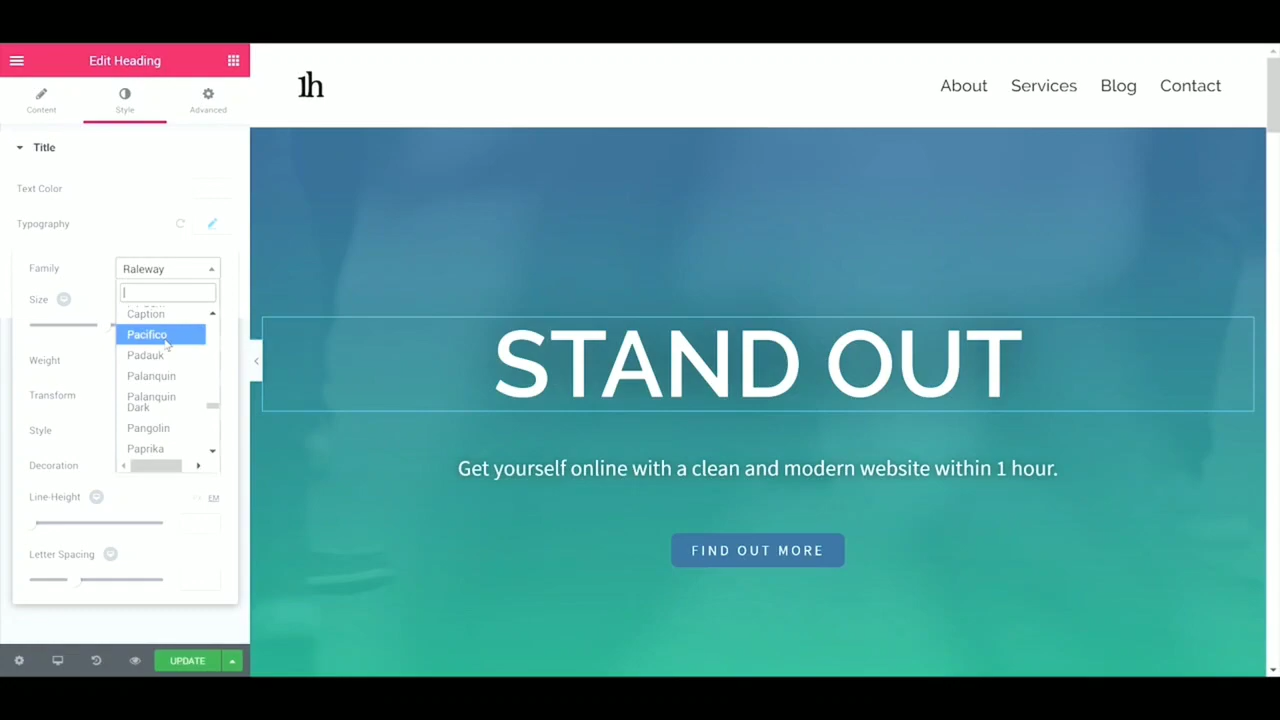 Edit Heading
Content
Style
Advanced
Title
Text Color
Typography
Family
Raleway
Size
Caption
Pacifico
Padauk
Weight
Palanquin
Transform
Palanquin
Dark
Style
Pangolin
Paprika
Decoration
Line-Height
EM
Letter Spacing
UPDATE
1h
About Services Blog Contact
STAND OUT
Get yourself online with a clean and modern website within 1 hour.
FIND OUT MORE